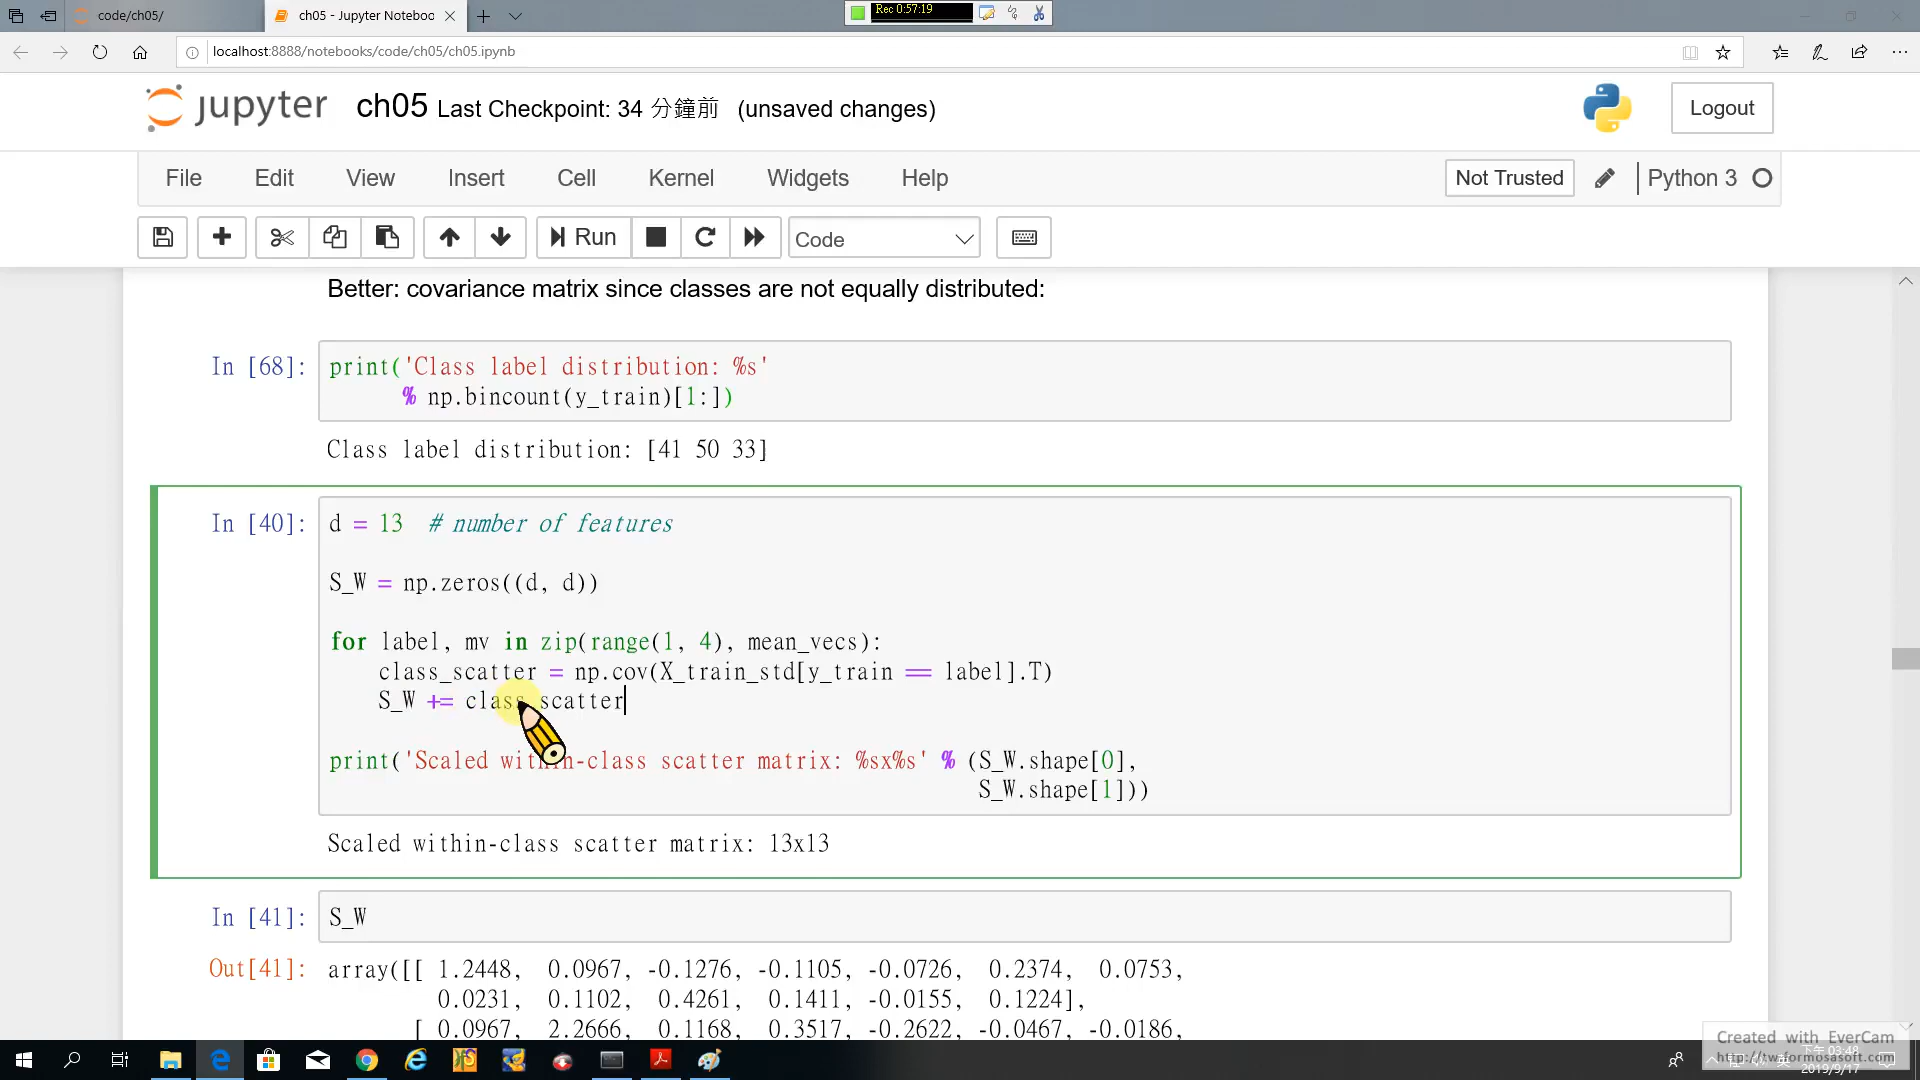 code/ch05/
ch05 - Jupyter Noteboo
Rec 0:57:19
localhost:8888/notebooks/code/ch05/ch05.ipynb
jupyter ch05 Last Checkpoint: 34 分鐘前 (unsaved changes)
Logout
File Edit View Insert Cell Kernel Widgets Help
Not Trusted
Python 3
Run
Code
Better: covariance matrix since classes are not equally distributed:
In [68]: print('Class label distribution: %s'
% np.bincount(y_train)[1:])
Class label distribution: [41 50 33]
In [40]: d = 13 # number of features
S_W = np.zeros((d, d))
for label, mv in zip(range(1, 4), mean_vecs):
class_scatter = np.cov(X_train_std[y_train == label].T)
S_W += class_scatter
print('Scaled within-class scatter matrix: %sx%s' % (S_W.shape[0],
S_W.shape[1]))
Scaled within-class scatter matrix: 13x13
In [41]: S_W
Out[41]: array([[ 1.2448, 0.0967, -0.1276, -0.1105, -0.0726, 0.2374, 0.0753,
0.0231, 0.1102, 0.4261, 0.1411, -0.0155, 0.1224],
[ 0.0967, 2.2666, 0.1168, 0.3517, -0.2622, -0.0467, -0.0186,
Created with EverCam
http://tw.formosasoft.com
下午 03:48
2019/9/17